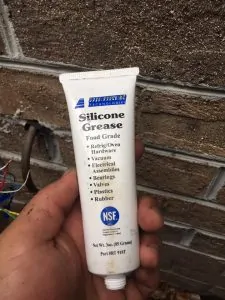 Silicone
Grease
Food Grade
• Refrig/Oven
Hardware
• Vacuum
• Electrical
Assemblies
• Bearings
• Valves
• Plastics
• Rubber
NSF
Net Wt. 3oz. (85 Grams)